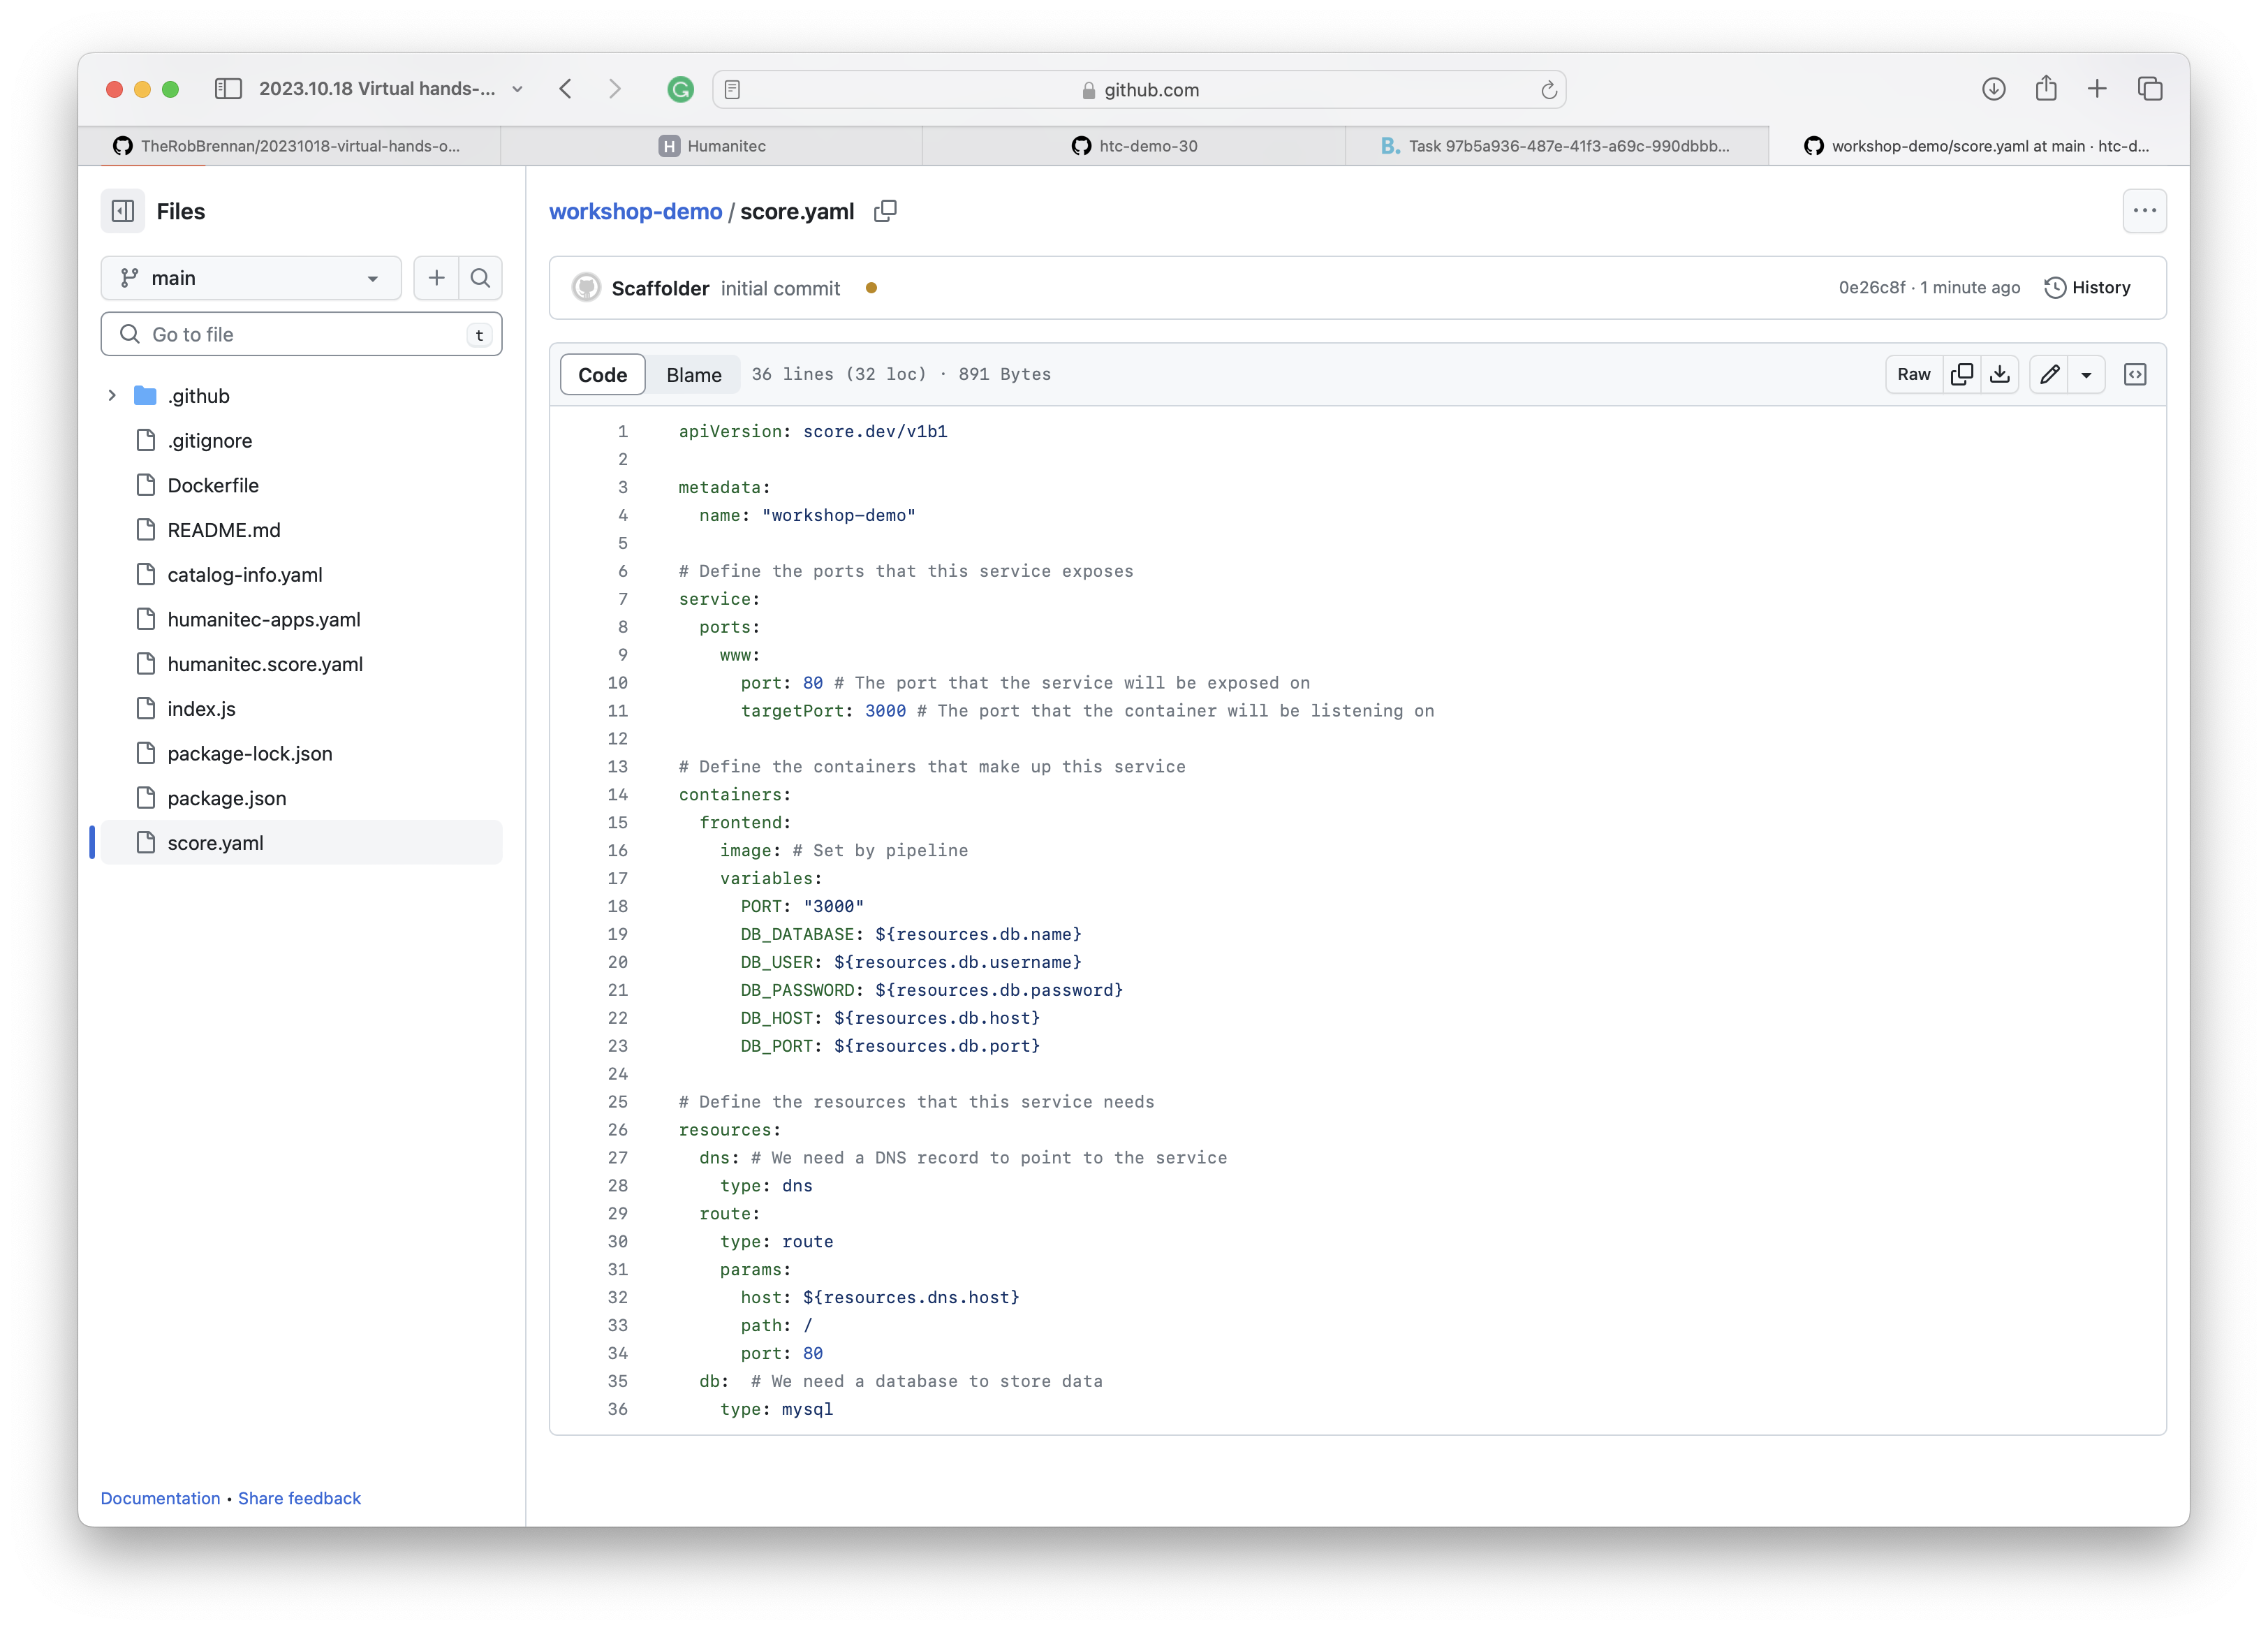 2023.10.18 Virtual hands-...
github.com
TheRobBrennan/20231018-virtual-hands-o...
H Humanitec
htc-demo-30
B. Task 97b5a936-487e-41f3-a69c-990dbbb...
workshop-demo/score.yaml at main · htc-d...
Files
main
Go to file
t
.github
.gitignore
Dockerfile
README.md
catalog-info.yaml
humanitec-apps.yaml
humanitec.score.yaml
index.js
package-lock.json
package.json
score.yaml
Documentation • Share feedback
workshop-demo / score.yaml
Scaffolder initial commit
0e26c8f · 1 minute ago History
Code Blame 36 lines (32 loc) · 891 Bytes
Raw
1 apiVersion: score.dev/v1b1
2
3 metadata:
4   name: "workshop-demo"
5
6 # Define the ports that this service exposes
7 service:
8   ports:
9     www:
10       port: 80 # The port that the service will be exposed on
11       targetPort: 3000 # The port that the container will be listening on
12
13 # Define the containers that make up this service
14 containers:
15   frontend:
16     image: # Set by pipeline
17     variables:
18       PORT: "3000"
19       DB_DATABASE: ${resources.db.name}
20       DB_USER: ${resources.db.username}
21       DB_PASSWORD: ${resources.db.password}
22       DB_HOST: ${resources.db.host}
23       DB_PORT: ${resources.db.port}
24
25 # Define the resources that this service needs
26 resources:
27   dns: # We need a DNS record to point to the service
28     type: dns
29   route:
30     type: route
31     params:
32       host: ${resources.dns.host}
33       path: /
34       port: 80
35   db:  # We need a database to store data
36     type: mysql